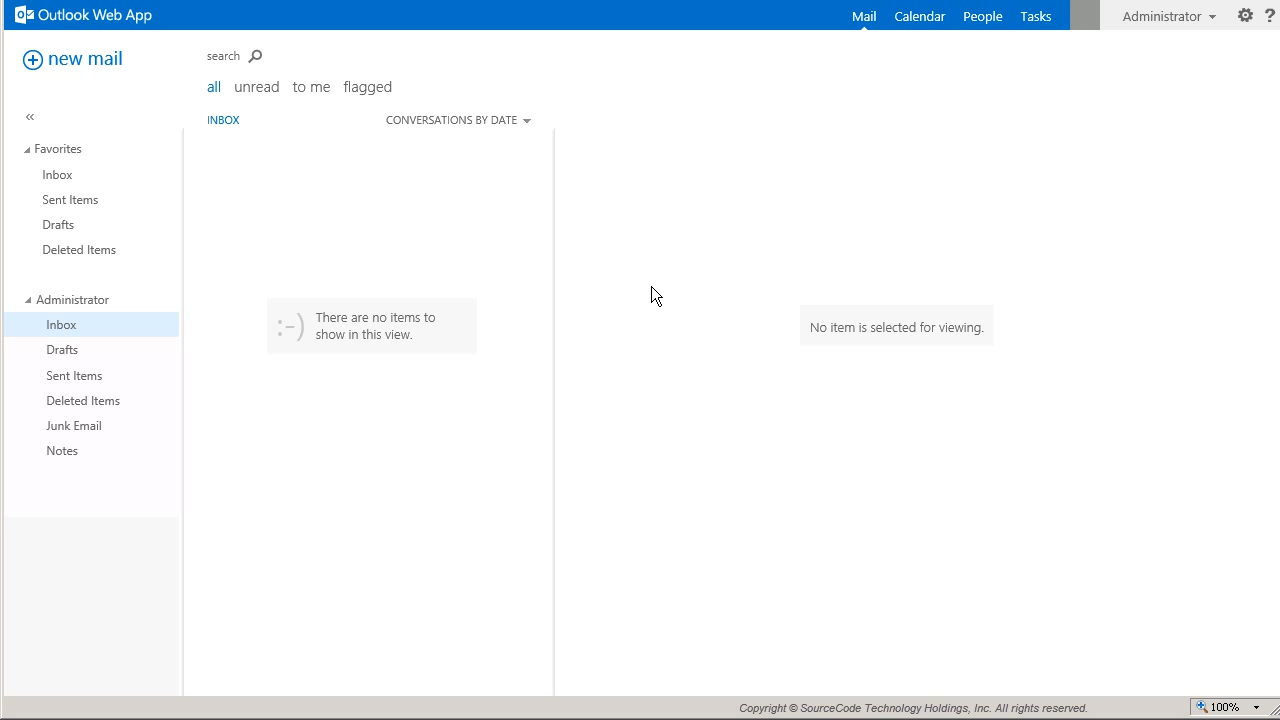 Outlook Web App
Mail Calendar People Tasks Administrator ?
new mail
search
all unread to me flagged
«
INBOX CONVERSATIONS BY DATE
Favorites
Inbox
Sent Items
Drafts
Deleted Items
Administrator
Inbox
Drafts
Sent Items
Deleted Items
Junk Email
Notes
:-)
There are no items to
show in this view.
No item is selected for viewing.
Copyright © SourceCode Technology Holdings, Inc. All rights reserved.
100%